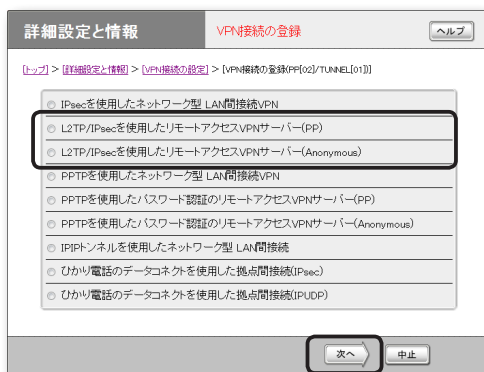 詳細設定と情報
VPN接続の登録
ヘルプ
[トップ] > [詳細設定と情報] > [VPN接続の設定] > [VPN接続の登録(PP[02]/TUNNEL[01])]
IPsecを使用したネットワーク型 LAN間接続VPN
L2TP/IPsecを使用したリモートアクセスVPNサーバー(PP)
L2TP/IPsecを使用したリモートアクセスVPNサーバー(Anonymous)
PPTPを使用したネットワーク型 LAN間接続VPN
PPTPを使用したパスワード認証のリモートアクセスVPNサーバー(PP)
PPTPを使用したパスワード認証のリモートアクセスVPNサーバー(Anonymous)
IPIPトンネルを使用したネットワーク型 LAN間接続
ひかり電話のデータコネクトを使用した拠点間接続(IPsec)
ひかり電話のデータコネクトを使用した拠点間接続(IPUDP)
次へ
中止